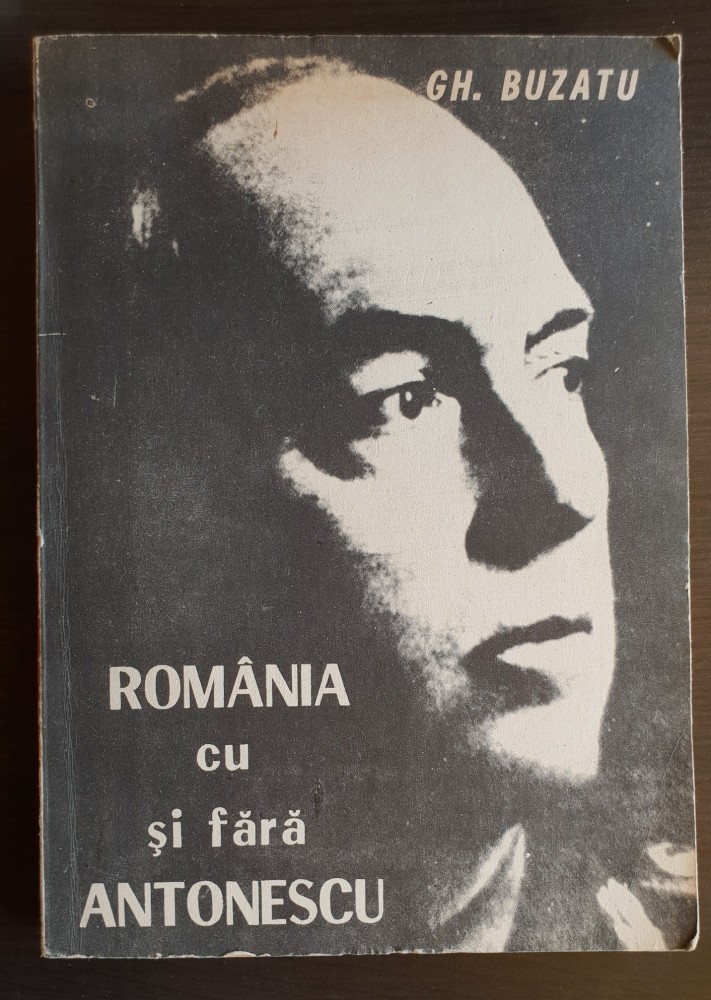 GH. BUZATU
ROMÂNIA
cu
şi fără
ANTONESCU